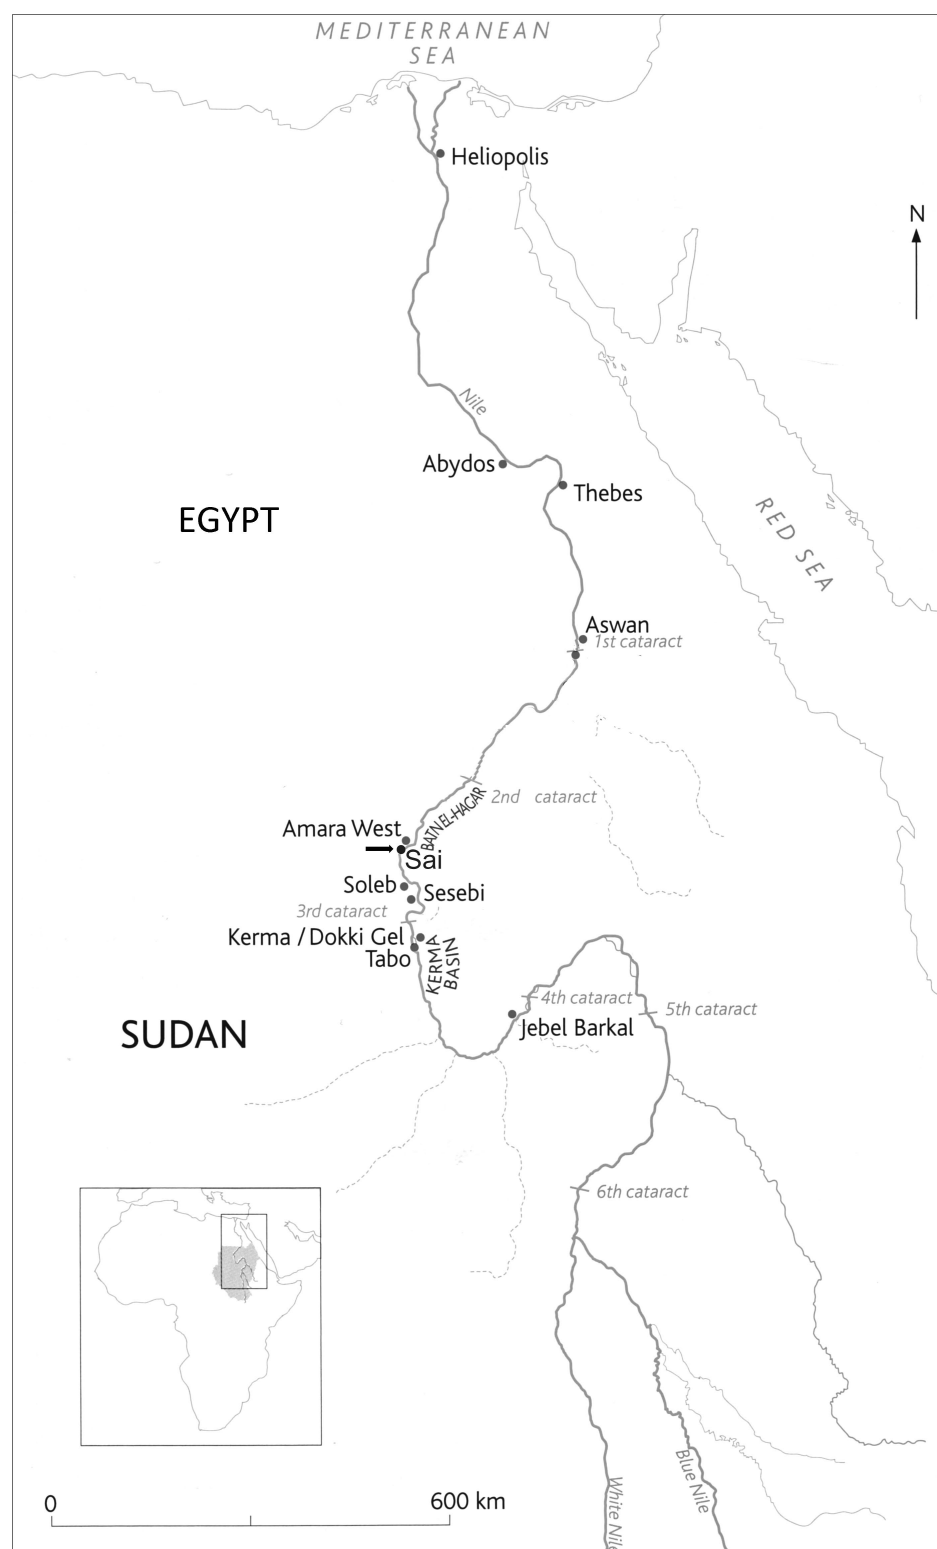 MEDITERRANEAN
SEA
Heliopolis
N
Nile
Abydos
Thebes
EGYPT
RED SEA
Aswan
1st cataract
2nd cataract
BATN EL-HAGAR
Amara West
Sai
Soleb
Sesebi
3rd cataract
Kerma / Dokki Gel
Tabo
KERMA
BASIN
4th cataract
5th cataract
Jebel Barkal
SUDAN
6th cataract
0
600 km
White Nile
Blue Nile